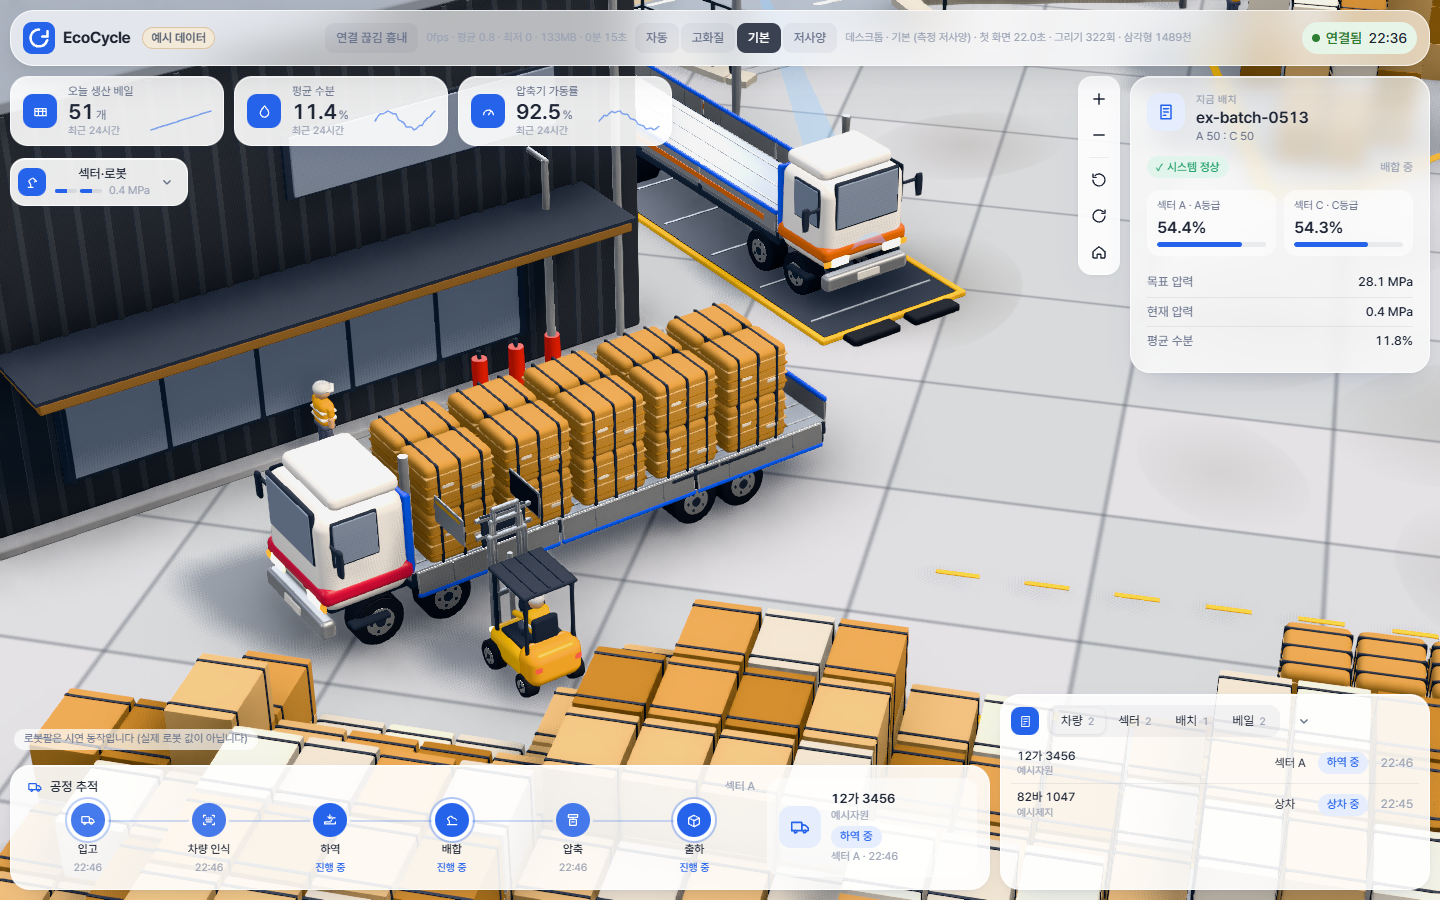 EcoCycle
예시 데이터
연결 끊김 흉내
0fps · 평균 0.8 · 최저 0 · 133MB · 0분 15초
자동
고화질
기본
저사양
데스크톱 · 기본 (측정 저사양) · 첫 화면 22.0초 · 그리기 322회 · 삼각형 1489천
연결됨 22:36
오늘 생산 베일
51개
최근 24시간
평균 수분
11.4%
최근 24시간
압축기 가동률
92.5%
최근 24시간
섹터·로봇
0.4 MPa
지금 배치
ex-batch-0513
A 50 : C 50
✓ 시스템 정상
배합 중
섹터 A · A등급
54.4%
섹터 C · C등급
54.3%
목표 압력 28.1 MPa
현재 압력 0.4 MPa
평균 수분 11.8%
로봇팔은 시연 동작입니다 (실제 로봇 값이 아닙니다)
공정 추적
섹터 A
입고
22:46
차량 인식
22:46
하역
진행 중
배합
진행 중
압축
22:46
출하
진행 중
12가 3456
예시자원
하역 중
섹터 A · 22:46
차량 2
섹터 2
배치 1
베일 2
12가 3456
예시자원
섹터 A
하역 중
22:46
82바 1047
예시제지
상차
상차 중
22:45